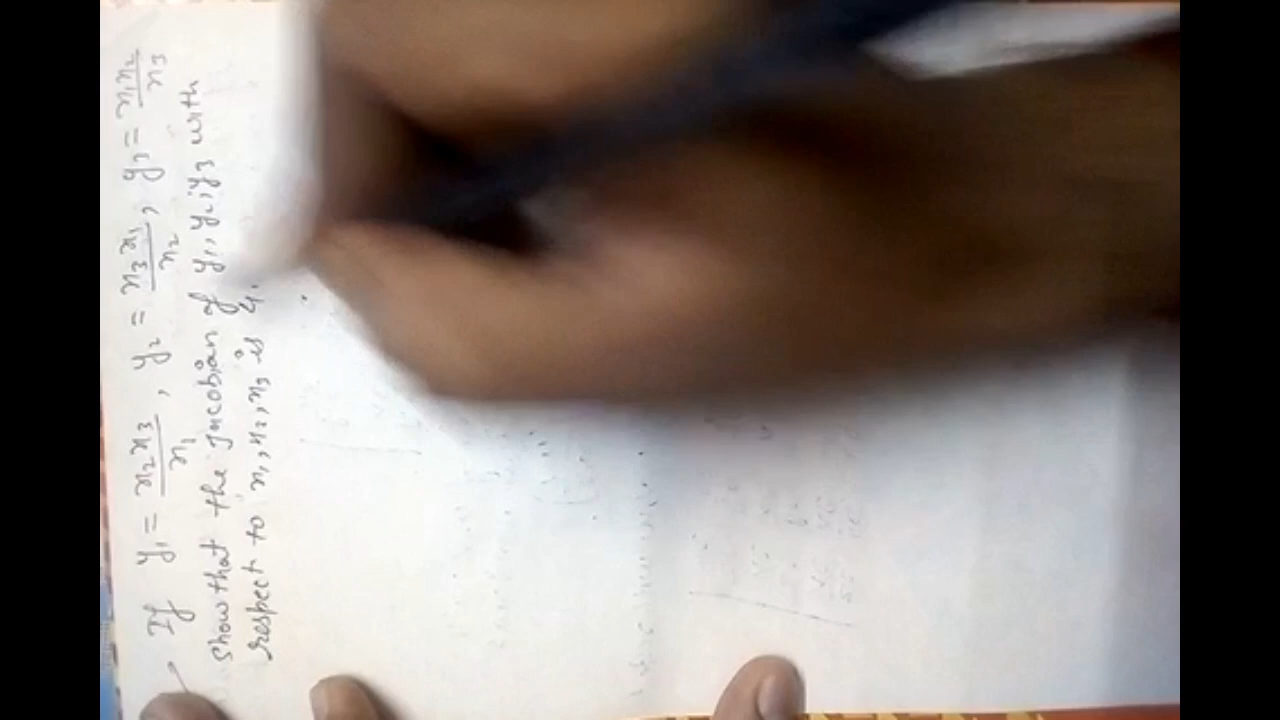 If y₁ = x₂x₃/x₁, y₂ = x₃x₁/x₂, y₃ = x₁x₂/x₃
Show that the Jacobian of y₁, y₂, y₃ with
respect to x₁, x₂, x₃ is 4.